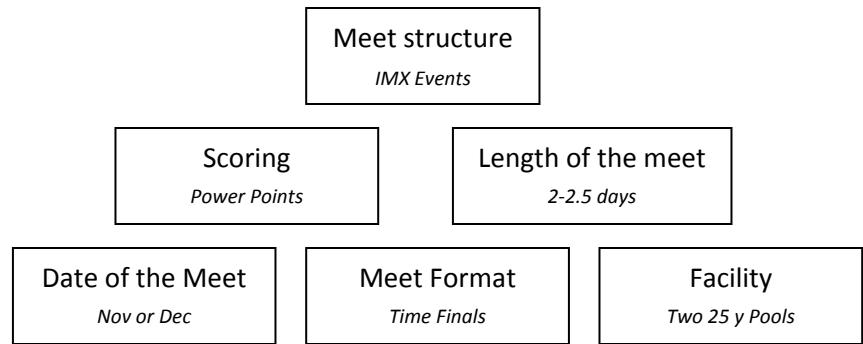 Meet structure
IMX Events
Scoring
Power Points
Length of the meet
2-2.5 days
Date of the Meet
Nov or Dec
Meet Format
Time Finals
Facility
Two 25 y Pools